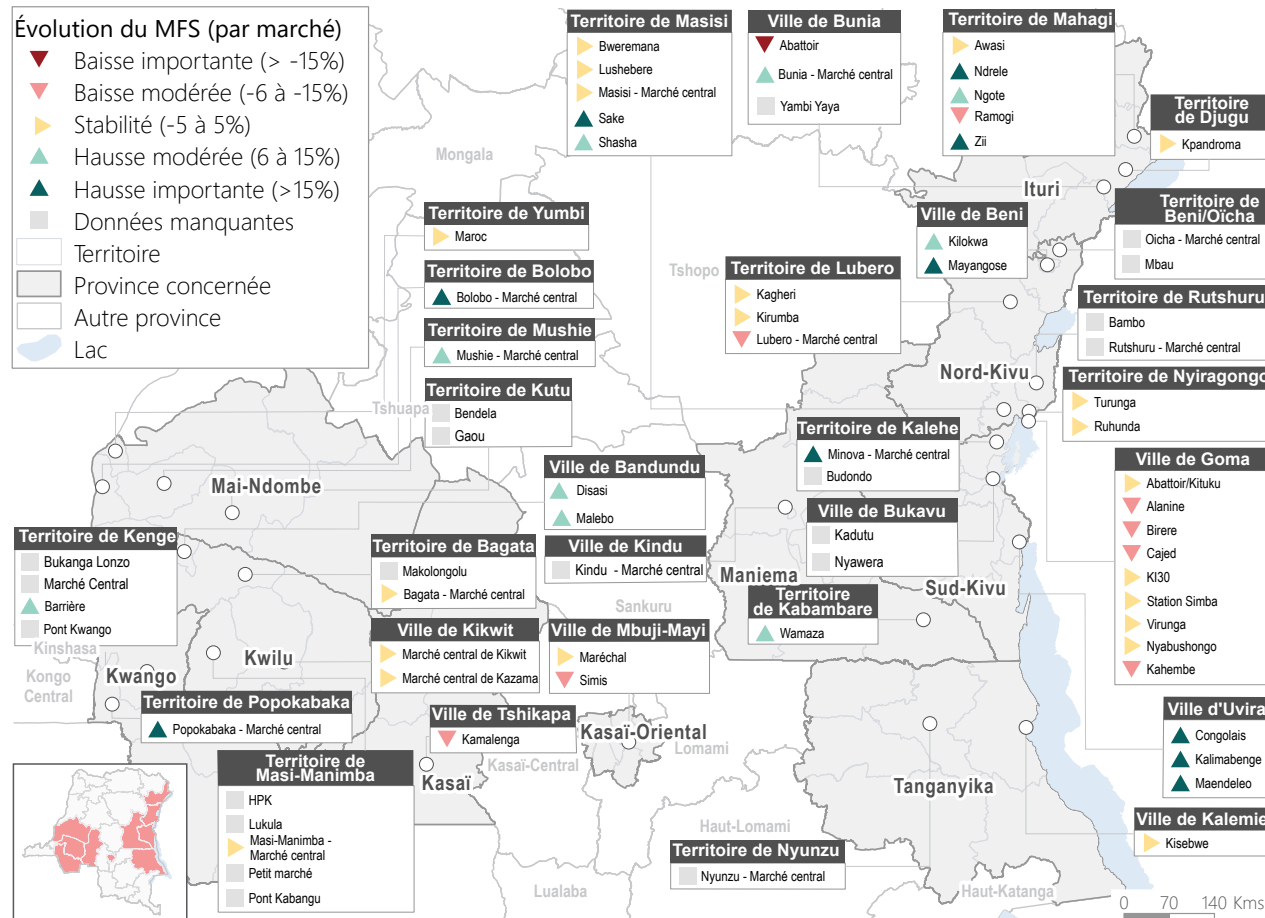 Évolution du MFS (par marché)
Baisse importante (> -15%)
Baisse modérée (-6 à -15%)
Stabilité (-5 à 5%)
Hausse modérée (6 à 15%)
Hausse importante (>15%)
Données manquantes
Territoire
Province concernée
Autre province
Lac
Territoire de Masisi
Bweremana
Lushebere
Masisi - Marché central
Sake
Shasha
Ville de Bunia
Abattoir
Bunia - Marché central
Yambi Yaya
Territoire de Mahagi
Awasi
Ndrele
Ngote
Ramogi
Zii
Territoire
de Djugu
Kpandroma
Mongala
Ituri
Territoire de Yumbi
Maroc
Territoire de Bolobo
Bolobo - Marché central
Territoire de Mushie
Mushie - Marché central
Territoire de Kutu
Bendela
Gaou
Tshuapa
Tshopo
Territoire de Lubero
Kagheri
Kirumba
Lubero - Marché central
Ville de Beni
Kilokwa
Mayangose
Territoire de
Beni/Oïcha
Oicha - Marché central
Mbau
Territoire de Rutshuru
Bambo
Rutshuru - Marché central
Nord-Kivu
Territoire de Nyiragongo
Turunga
Ruhunda
Territoire de Kalehe
Minova - Marché central
Budondo
Ville de Goma
Abattoir/Kituku
Alanine
Birere
Cajed
KI30
Station Simba
Virunga
Nyabushongo
Kahembe
Mai-Ndombe
Ville de Bandundu
Disasi
Malebo
Ville de Bukavu
Kadutu
Nyawera
Territoire de Kenge
Bukanga Lonzo
Marché Central
Barrière
Pont Kwango
Territoire de Bagata
Makolongolu
Bagata - Marché central
Ville de Kindu
Kindu - Marché central
Maniema
Sud-Kivu
Territoire
de Kabambare
Wamaza
Sankuru
Kinshasa
Kongo
Central
Kwango
Kwilu
Ville de Kikwit
Marché central de Kikwit
Marché central de Kazama
Ville de Mbuji-Mayi
Maréchal
Simis
Territoire de Popokabaka
Popokabaka - Marché central
Ville de Tshikapa
Kamalenga
Kasaï-Oriental
Lomami
Kasaï-Central
Kasaï
Ville d'Uvira
Congolais
Kalimabenge
Maendeleo
Territoire de
Masi-Manimba
HPK
Lukula
Masi-Manimba -
Marché central
Petit marché
Pont Kabangu
Tanganyika
Haut-Lomami
Ville de Kalemie
Kisebwe
Territoire de Nyunzu
Nyunzu - Marché central
Lualaba
Haut-Katanga
0 70 140 Kms